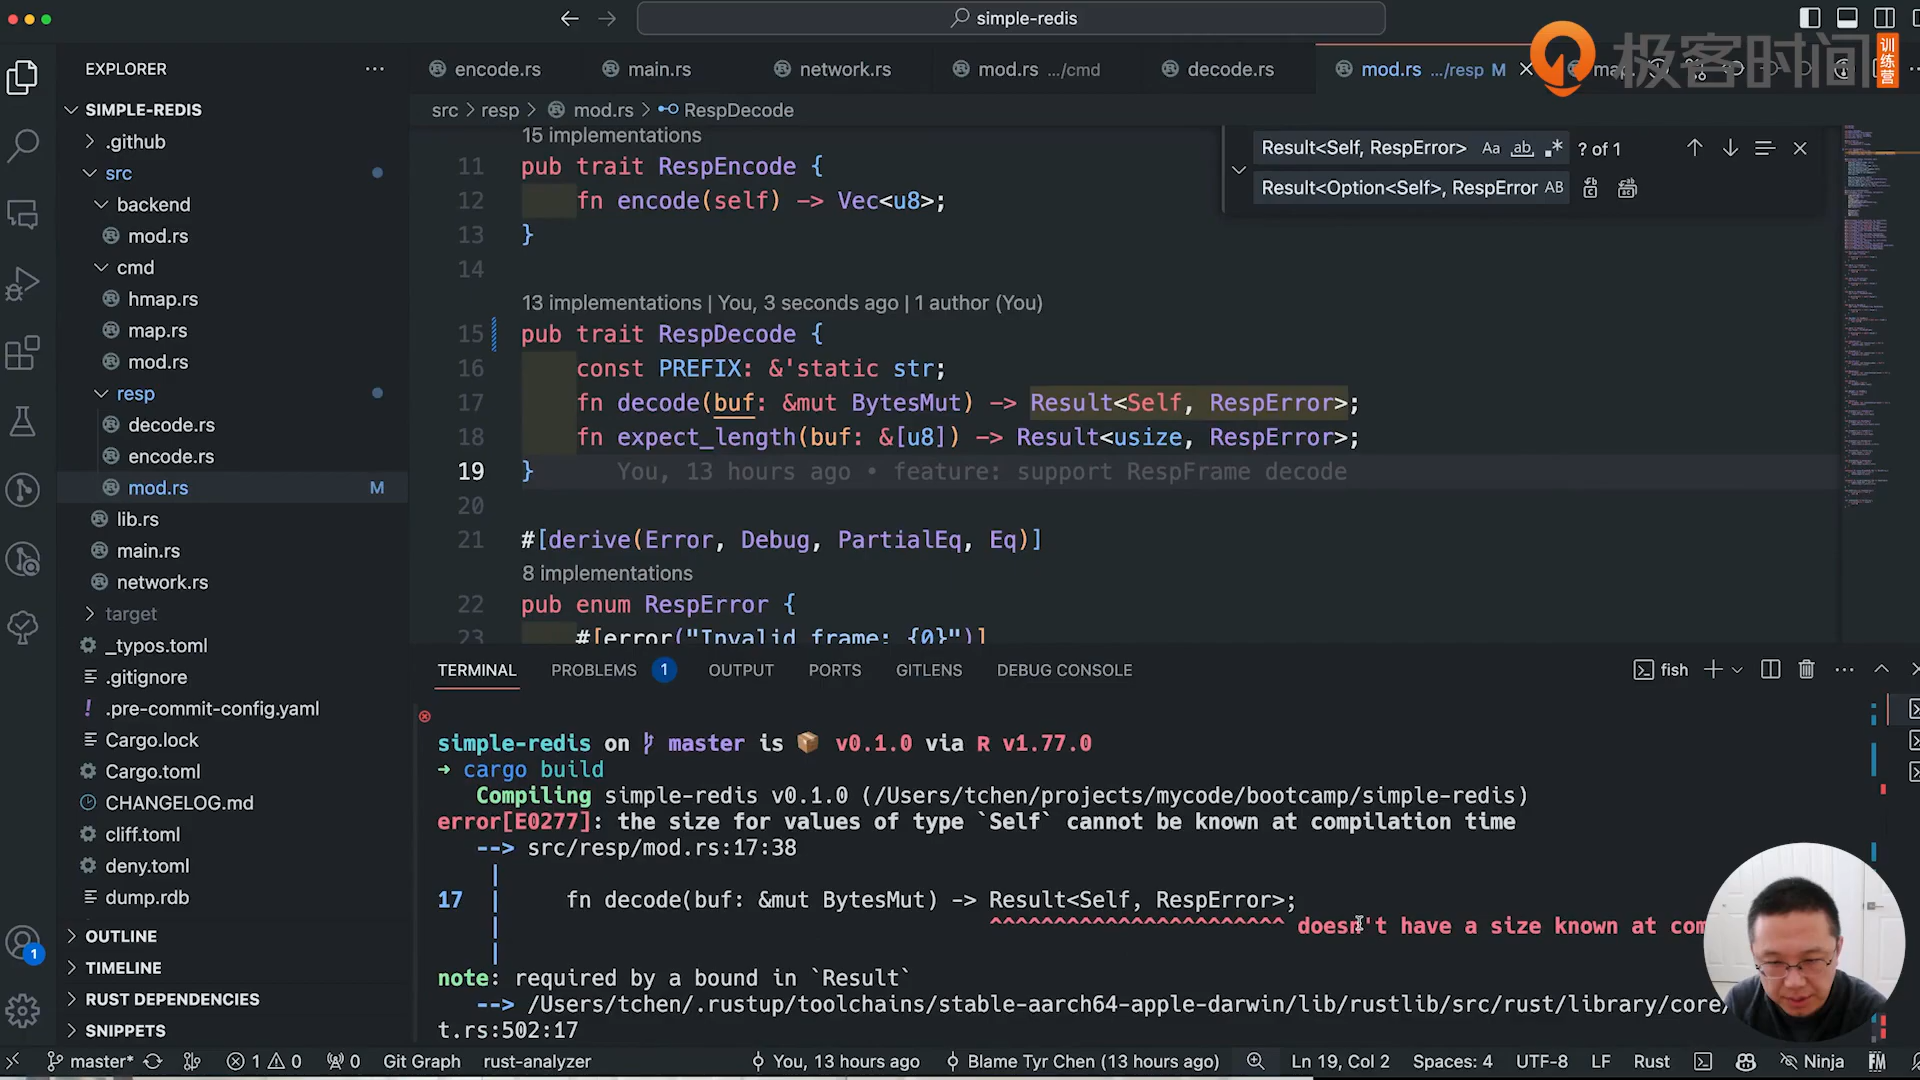 simple-redis
极客时间 训练营
EXPLORER
SIMPLE-REDIS
.github
src
backend
mod.rs
cmd
hmap.rs
map.rs
mod.rs
resp
decode.rs
encode.rs
mod.rs M
lib.rs
main.rs
network.rs
target
_typos.toml
.gitignore
.pre-commit-config.yaml
Cargo.lock
Cargo.toml
CHANGELOG.md
cliff.toml
deny.toml
dump.rdb
OUTLINE
TIMELINE
RUST DEPENDENCIES
SNIPPETS
encode.rs main.rs network.rs mod.rs .../cmd decode.rs mod.rs .../resp M
src > resp > mod.rs > RespDecode
Result<Self, RespError> Aa ab .* ? of 1
Result<Option<Self>, RespError AB
15 implementations
11 pub trait RespEncode {
12 fn encode(self) -> Vec<u8>;
13 }
14
13 implementations | You, 3 seconds ago | 1 author (You)
15 pub trait RespDecode {
16 const PREFIX: &'static str;
17 fn decode(buf: &mut BytesMut) -> Result<Self, RespError>;
18 fn expect_length(buf: &[u8]) -> Result<usize, RespError>;
19 } You, 13 hours ago • feature: support RespFrame decode
20
21 #[derive(Error, Debug, PartialEq, Eq)]
8 implementations
22 pub enum RespError {
23 #[error("Invalid frame: {0}")]
TERMINAL PROBLEMS 1 OUTPUT PORTS GITLENS DEBUG CONSOLE fish
simple-redis on master is v0.1.0 via R v1.77.0
→ cargo build
Compiling simple-redis v0.1.0 (/Users/tchen/projects/mycode/bootcamp/simple-redis)
error[E0277]: the size for values of type `Self` cannot be known at compilation time
--> src/resp/mod.rs:17:38
|
17 | fn decode(buf: &mut BytesMut) -> Result<Self, RespError>;
| ^^^^^^^^^^^^^^^^^^^^^^^ doesn't have a size known at com
|
note: required by a bound in `Result`
--> /Users/tchen/.rustup/toolchains/stable-aarch64-apple-darwin/lib/rustlib/src/rust/library/core/
t.rs:502:17
1
master* 1 0 0 Git Graph rust-analyzer You, 13 hours ago Blame Tyr Chen (13 hours ago) Ln 19, Col 2 Spaces: 4 UTF-8 LF Rust Ninja